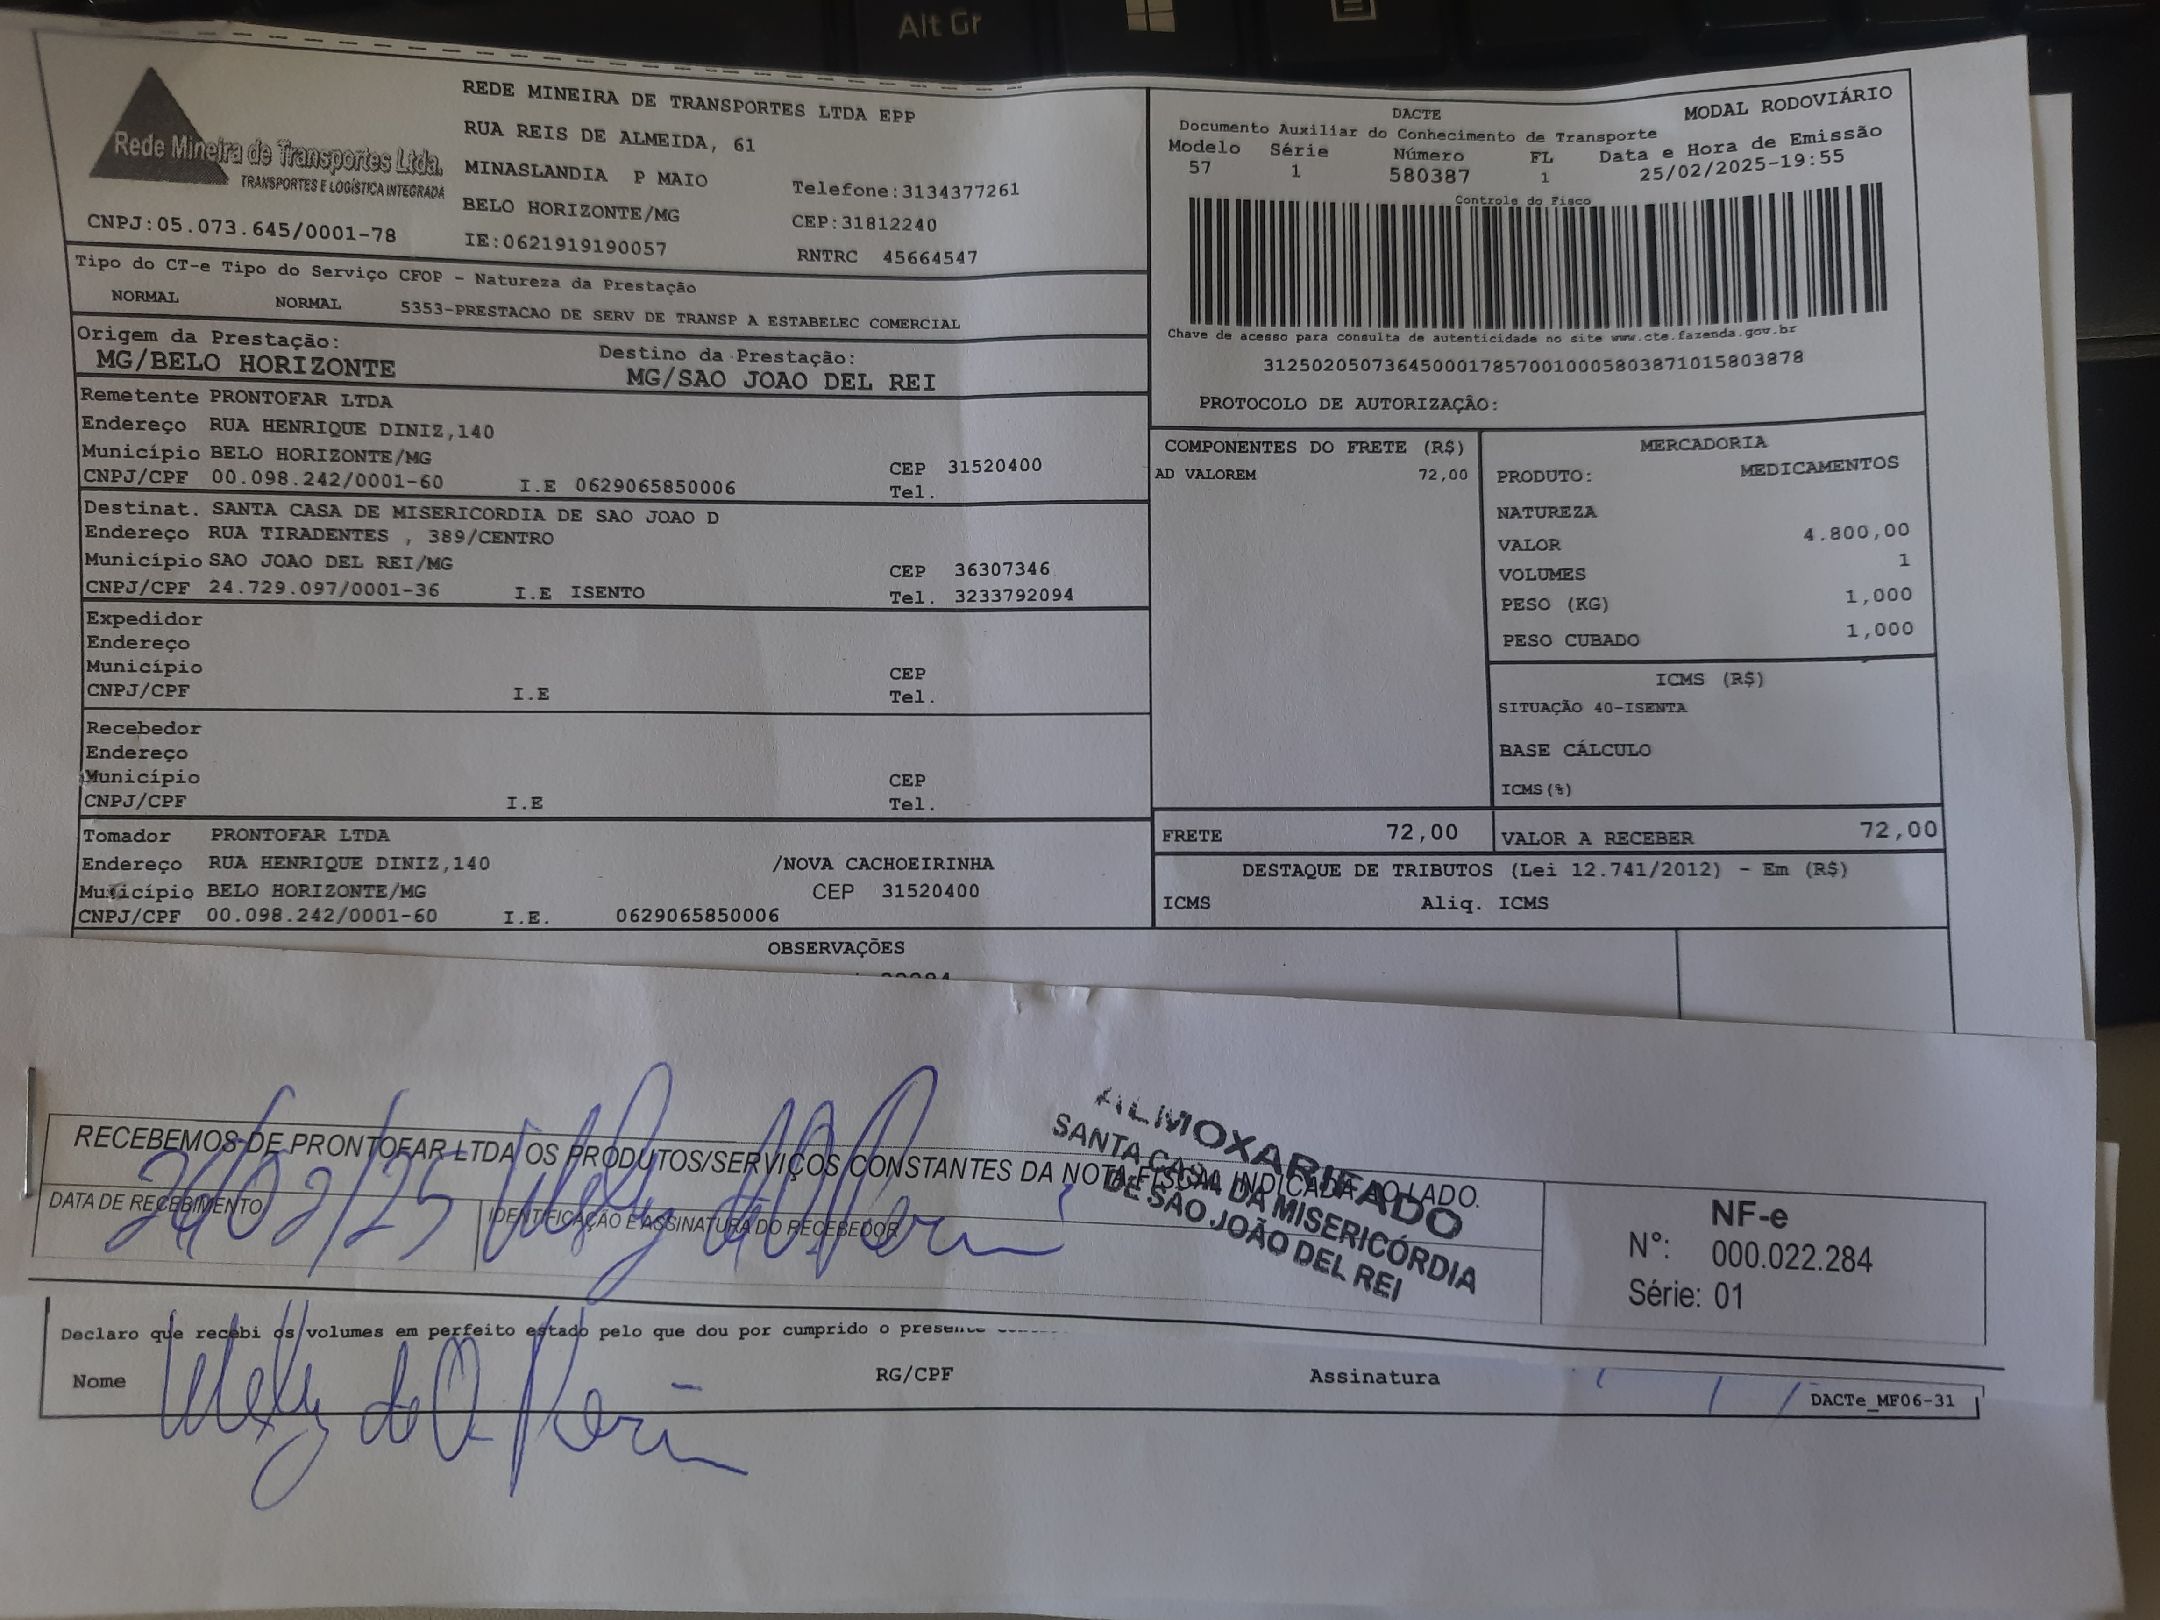 Alt Gr
Rede Mineira de Transportes Ltda.
TRANSPORTES E LOGÍSTICA INTEGRADA
CNPJ:05.073.645/0001-78
REDE MINEIRA DE TRANSPORTES LTDA EPP
RUA REIS DE ALMEIDA, 61
MINASLANDIA P MAIO Telefone:3134377261
BELO HORIZONTE/MG CEP:31812240
IE:0621919190057 RNTRC 45664547
DACTE MODAL RODOVIÁRIO
Documento Auxiliar do Conhecimento de Transporte
Modelo Série Número FL Data e Hora de Emissão
57 1 580387 1 25/02/2025-19:55
Controle do Fisco
Chave de acesso para consulta de autenticidade no site www.cte.fazenda.gov.br
31250205073645000178570010005803871015803878
PROTOCOLO DE AUTORIZAÇÃO:
Tipo do CT-e Tipo do Serviço CFOP - Natureza da Prestação
NORMAL NORMAL 5353-PRESTACAO DE SERV DE TRANSP A ESTABELEC COMERCIAL
Origem da Prestação: Destino da Prestação:
MG/BELO HORIZONTE MG/SAO JOAO DEL REI
Remetente PRONTOFAR LTDA
Endereço RUA HENRIQUE DINIZ,140
Município BELO HORIZONTE/MG CEP 31520400
CNPJ/CPF 00.098.242/0001-60 I.E 0629065850006 Tel.
Destinat. SANTA CASA DE MISERICORDIA DE SAO JOAO D
Endereço RUA TIRADENTES , 389/CENTRO
Município SAO JOAO DEL REI/MG CEP 36307346
CNPJ/CPF 24.729.097/0001-36 I.E ISENTO Tel. 3233792094
Expedidor
Endereço
Município CEP
CNPJ/CPF I.E Tel.
Recebedor
Endereço
Município CEP
CNPJ/CPF I.E Tel.
Tomador PRONTOFAR LTDA
Endereço RUA HENRIQUE DINIZ,140 /NOVA CACHOEIRINHA
Município BELO HORIZONTE/MG CEP 31520400
CNPJ/CPF 00.098.242/0001-60 I.E. 0629065850006
COMPONENTES DO FRETE (R$)
AD VALOREM 72,00
MERCADORIA
PRODUTO: MEDICAMENTOS
NATUREZA
VALOR 4.800,00
VOLUMES 1
PESO (KG) 1,000
PESO CUBADO 1,000
ICMS (R$)
SITUAÇÃO 40-ISENTA
BASE CÁLCULO
ICMS(%)
FRETE 72,00 VALOR A RECEBER 72,00
DESTAQUE DE TRIBUTOS (Lei 12.741/2012) - Em (R$)
ICMS Aliq. ICMS
OBSERVAÇÕES
RECEBEMOS DE PRONTOFAR LTDA OS PRODUTOS/SERVIÇOS CONSTANTES DA NOTA FISCAL INDICADA AO LADO.
DATA DE RECEBIMENTO IDENTIFICAÇÃO E ASSINATURA DO RECEBEDOR
26/02/25
ALMOXARIFADO
SANTA CASA DA MISERICÓRDIA
DE SÃO JOÃO DEL REI
NF-e
Nº: 000.022.284
Série: 01
Declaro que recebi os volumes em perfeito estado pelo que dou por cumprido o presente
Nome RG/CPF Assinatura
DACTe_MF06-31